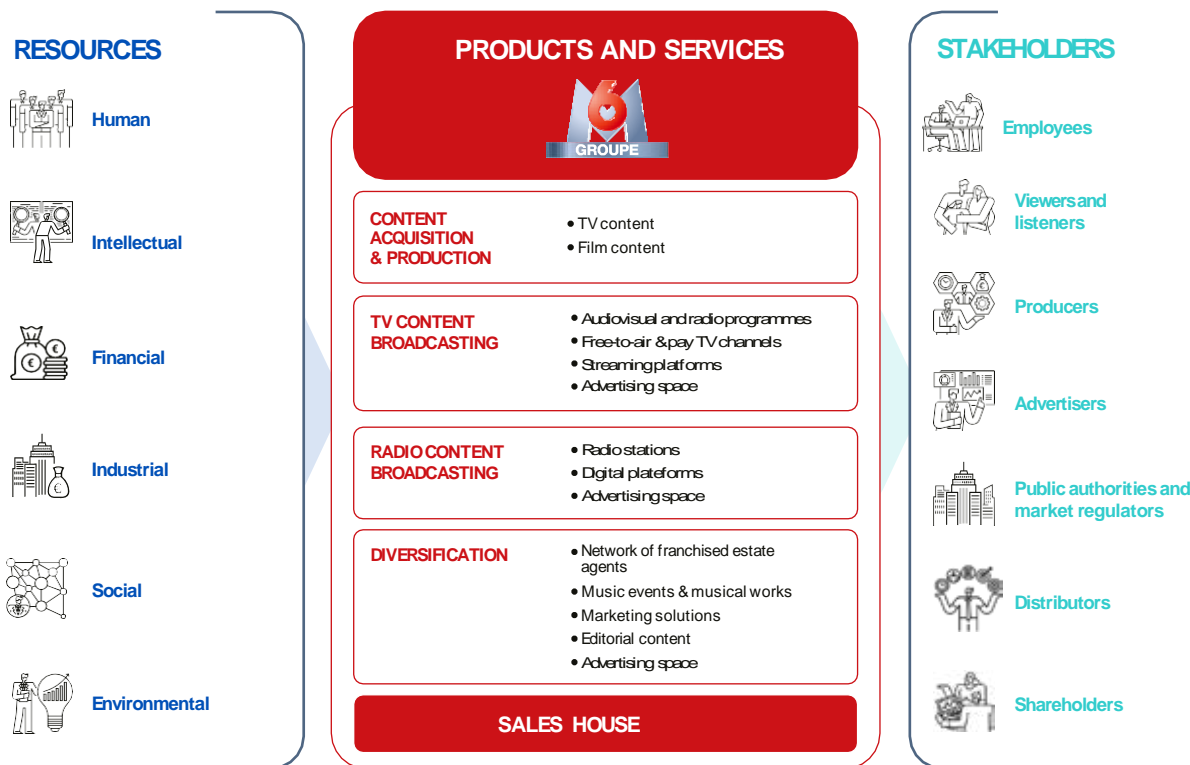 RESOURCES
Human
Intellectual
Financial
Industrial
Social
Environmental
PRODUCTS AND SERVICES
M6
GROUPE
CONTENT
ACQUISITION
& PRODUCTION
• TV content
• Film content
TV CONTENT
BROADCASTING
• Audiovisual and radio programmes
• Free-to-air & pay TV channels
• Streaming platforms
• Advertising space
RADIO CONTENT
BROADCASTING
• Radio stations
• Digital plateforms
• Advertising space
DIVERSIFICATION
• Network of franchised estate
agents
• Music events & musical works
• Marketing solutions
• Editorial content
• Advertising space
SALES HOUSE
STAKEHOLDERS
Employees
Viewers and
listeners
Producers
Advertisers
Public authorities and
market regulators
Distributors
Shareholders